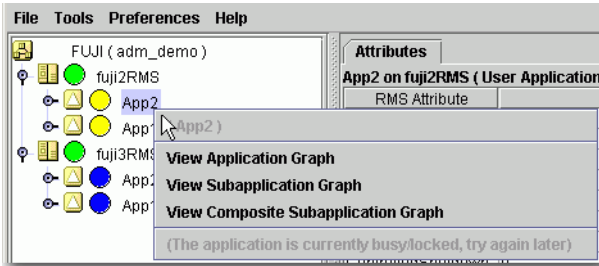 File Tools Preferences Help
FUJI ( adm_demo )
Attributes
fuji2RMS
App2 on fuji2RMS ( User Application
App2
RMS Attribute
App1
App2 )
fuji3RMS
View Application Graph
App2
View Subapplication Graph
App1
View Composite Subapplication Graph
(The application is currently busy/locked, try again later)